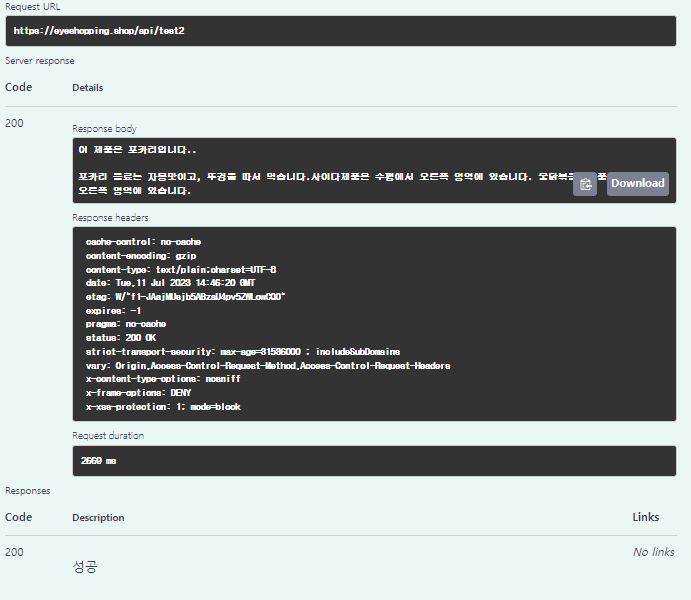 Request URL
https://eyeshopping.shop/api/test2
Server response
Code Details
200
Response body
이 제품은 포카리입니다..
포카리 음료는 자몽맛이고, 뚜껑을 따서 먹습니다.사이다제품은 수평에서 오른쪽 영역에 있습니다.
오른쪽 영역에 있습니다.
Download
Response headers
cache-control: no-cache
content-encoding: gzip
content-type: text/plain;charset=UTF-8
date: Tue,11 Jul 2023 14:46:20 GMT
expires: -1
pragma: no-cache
status: 200 OK
strict-transport-security: max-age=31536000 ; includeSubDomains
vary: Origin,Access-Control-Request-Method,Access-Control-Request-Headers
x-content-type-options: nosniff
x-frame-options: DENY
x-xss-protection: 1; mode=block
Request duration
2669 ms
Responses
Code Description Links
200 No links
성공